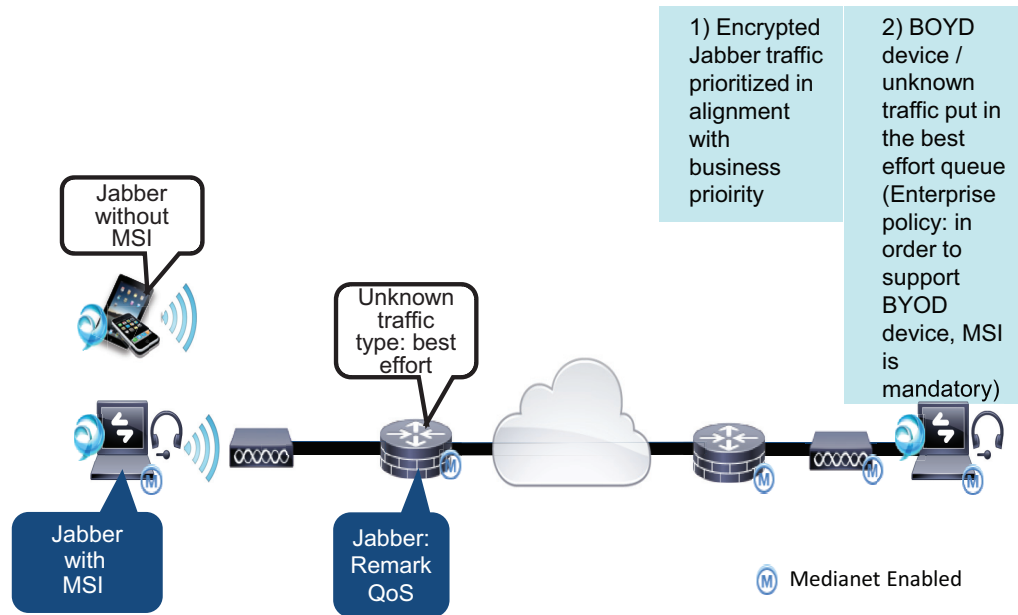 1) Encrypted
Jabber traffic
prioritized in
alignment
with
business
prioirity
2) BOYD
device /
unknown
traffic put in
the best
effort queue
(Enterprise
policy: in
order to
support
BYOD
device, MSI
is
mandatory)
Jabber
without
MSI
Unknown
traffic
type: best
effort
M
M
M
M
M
Jabber
with
MSI
Jabber:
Remark
QoS
M Medianet Enabled